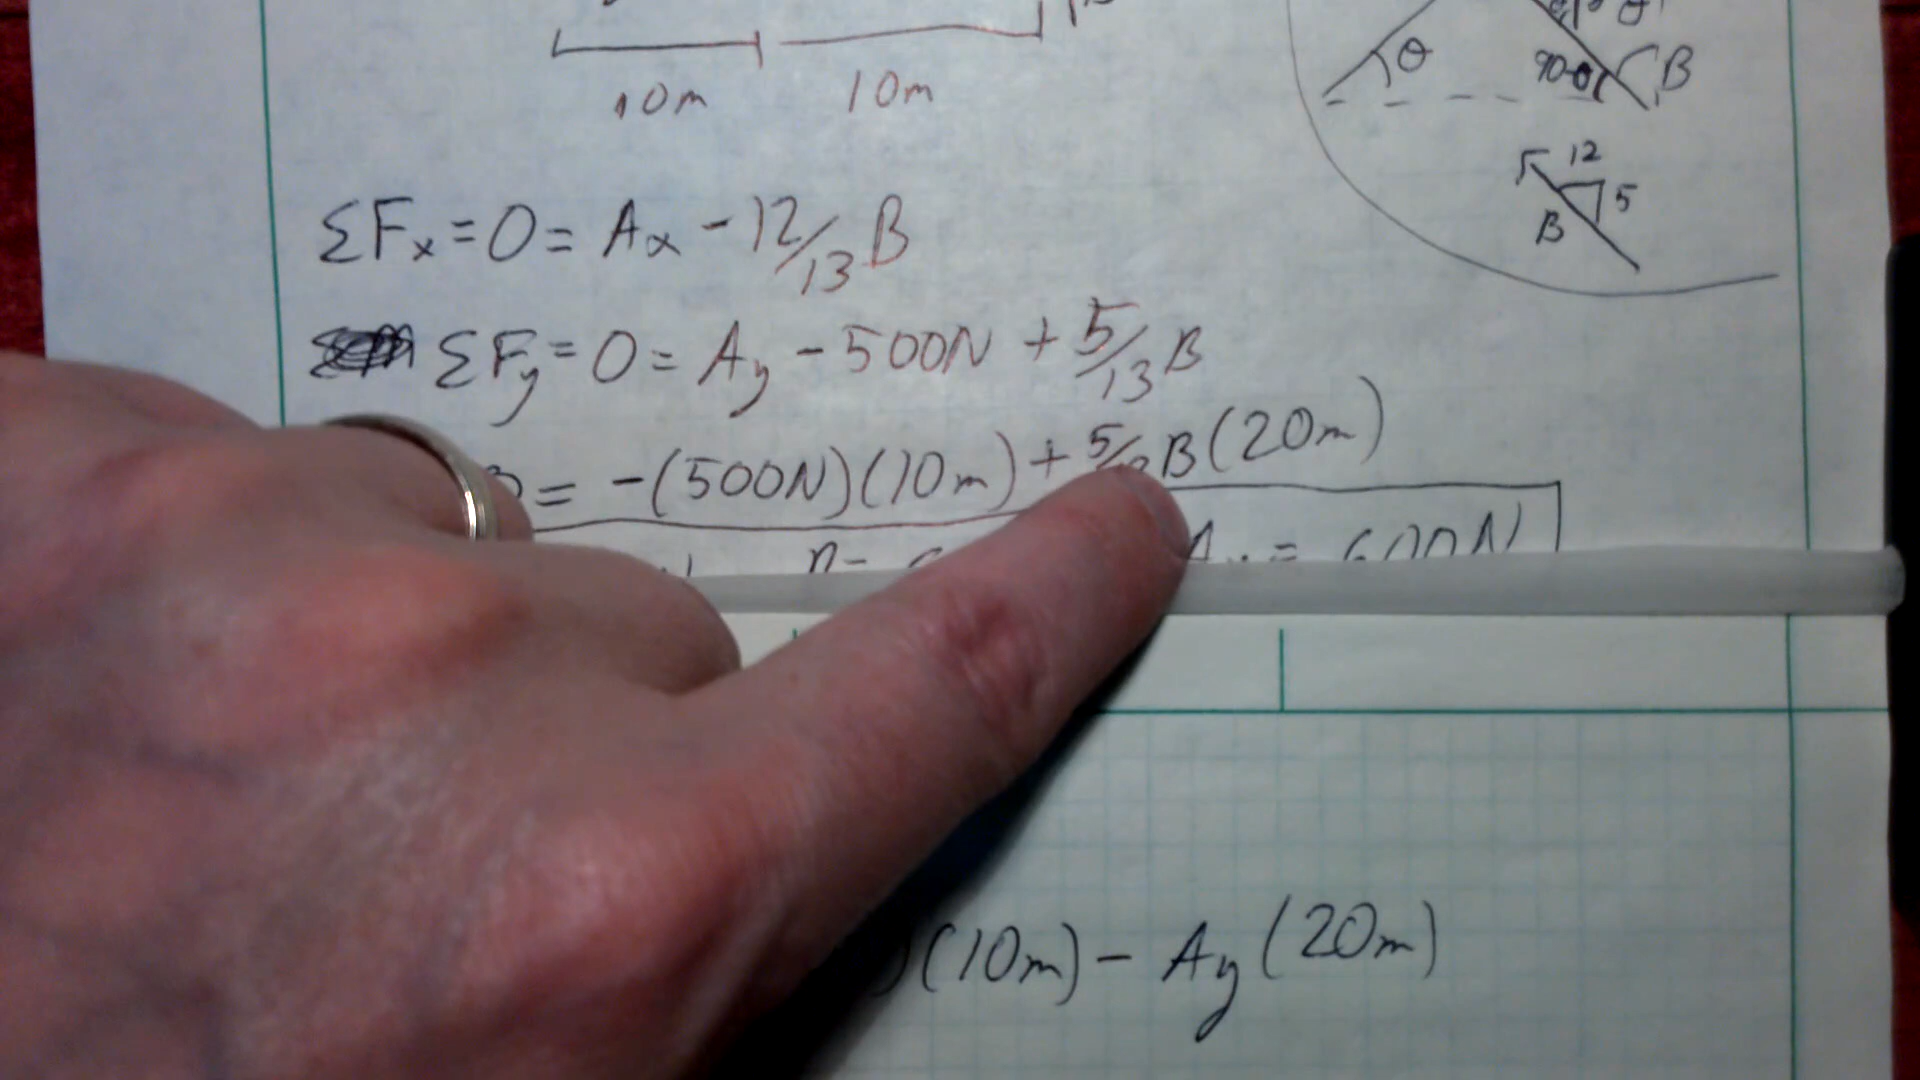 10m 10m
θ 90-θ B
12
5
B
ΣFx = 0 = Ax - 12/13 B
ΣFy = 0 = Ay - 500N + 5/13 B
= -(500N)(10m) + 5/ B(20m)
= 600N
)(10m) - Ay(20m)